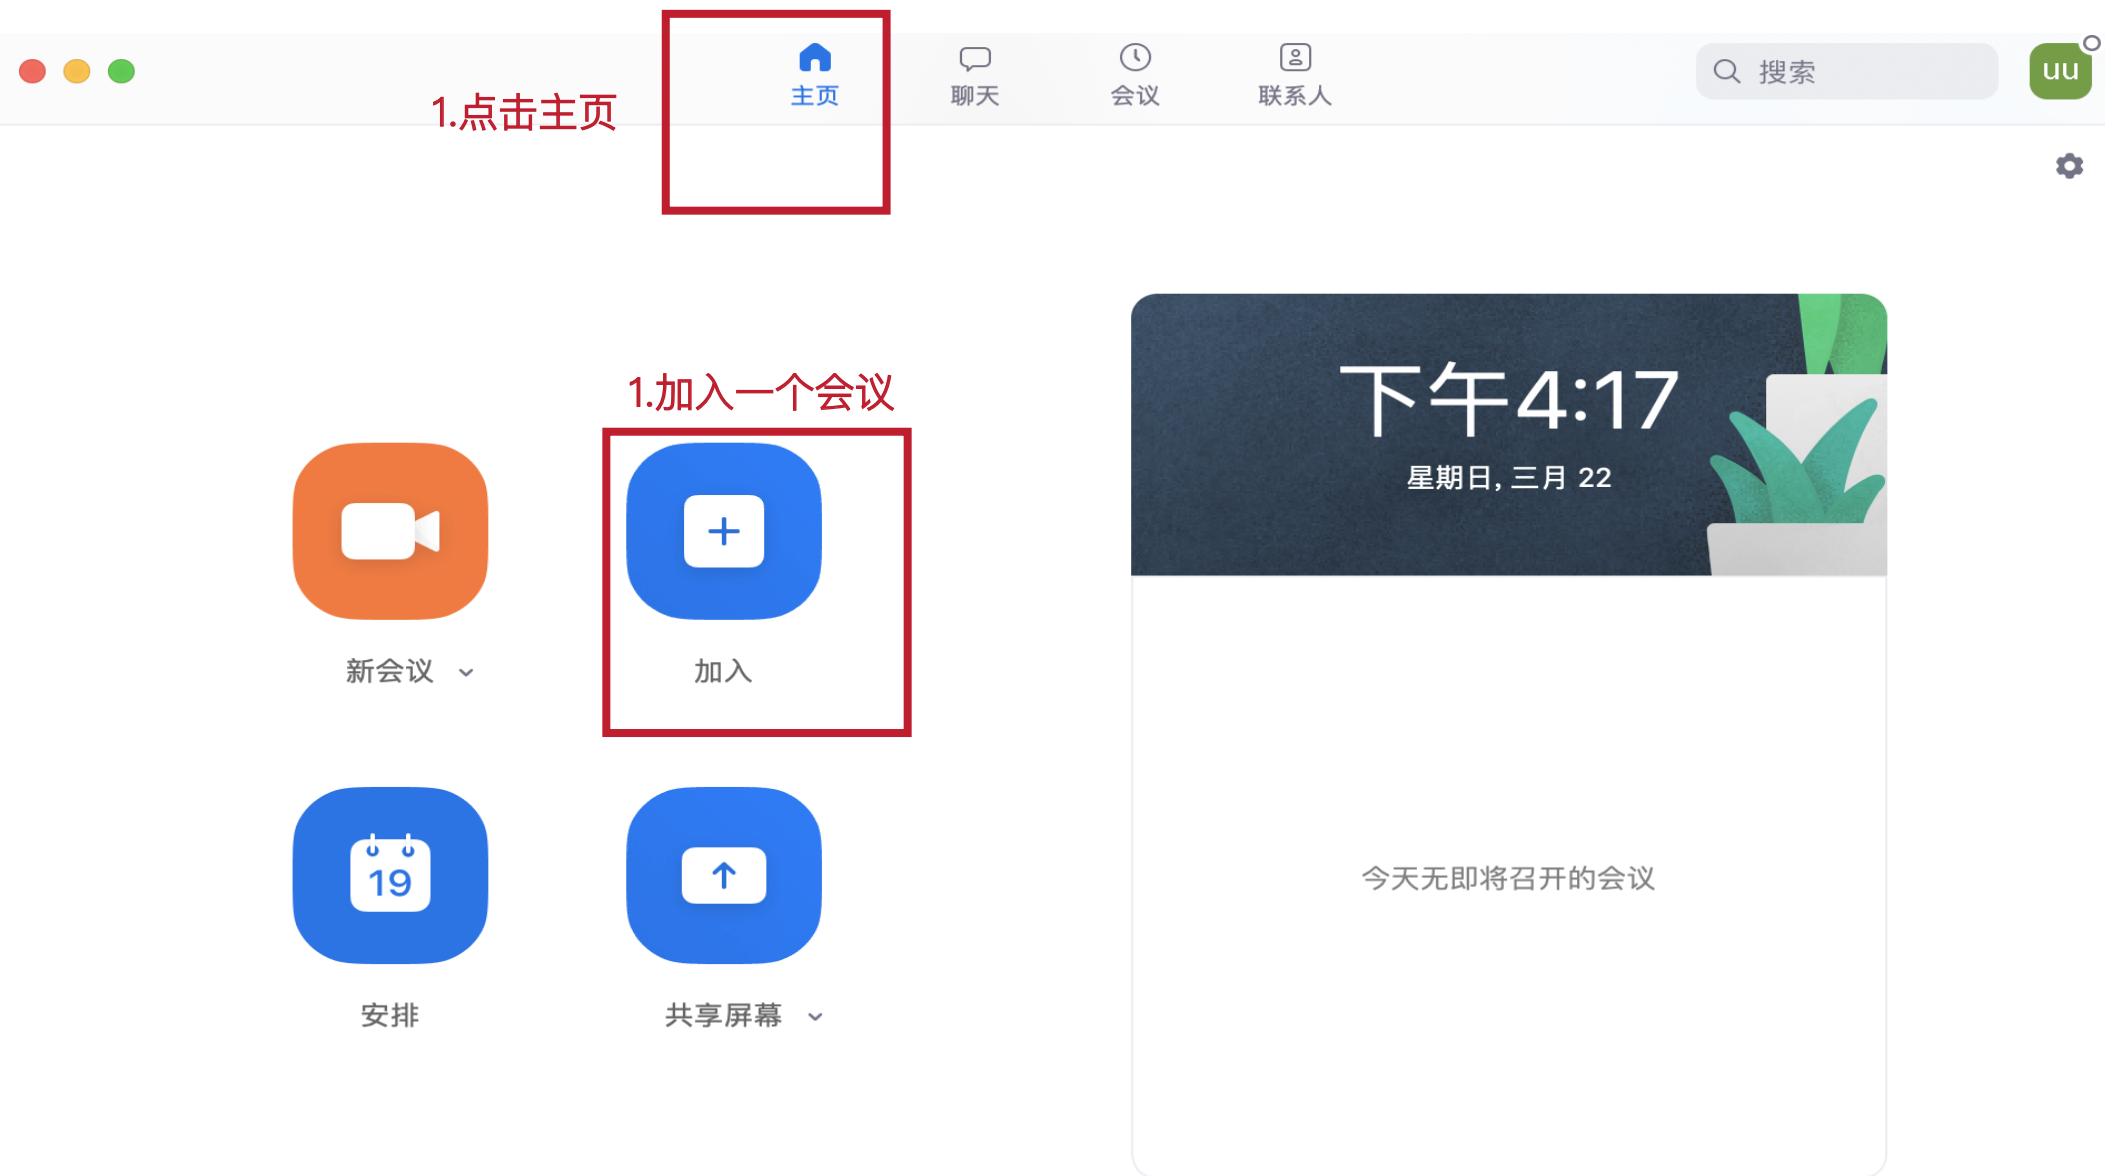 主页
聊天
会议
联系人
搜索
UU
1.点击主页
1.加入一个会议
下午4:17
星期日, 三月 22
新会议
加入
19
安排
共享屏幕
今天无即将召开的会议